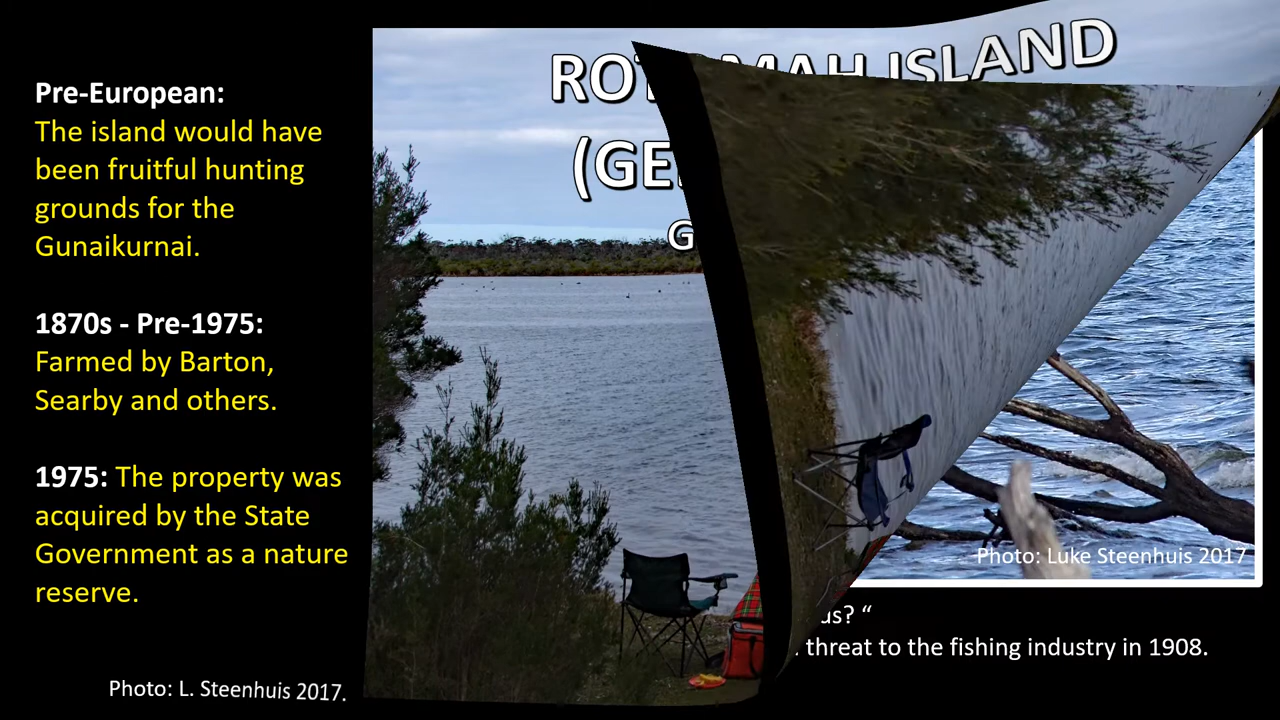 Pre-European:
The island would have
been fruitful hunting
grounds for the
Gunaikurnai.
1870s - Pre-1975:
Farmed by Barton,
Searby and others.
1975: The property was
acquired by the State
Government as a nature
reserve.
Photo: L. Steenhuis 2017.
ISLAND
Photo: Luke Steenhuis 2017
us? “
threat to the fishing industry in 1908.